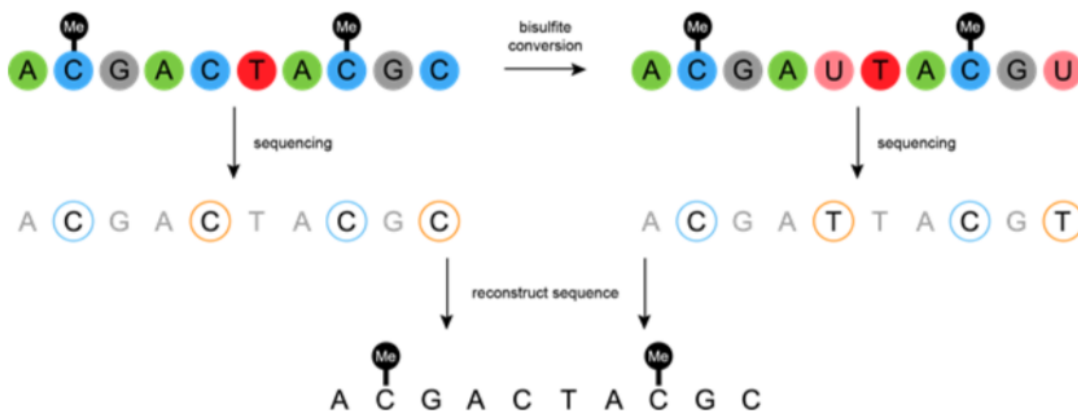 Me Me Me Me
A C G A C T A C G C
bisulfite
conversion
A C G A U T A C G U
sequencing sequencing
A C G A C T A C G C A C G A T T A C G T
reconstruct sequence
Me Me
A C G A C T A C G C